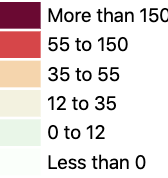 More than 150
55 to 150
35 to 55
12 to 35
0 to 12
Less than 0